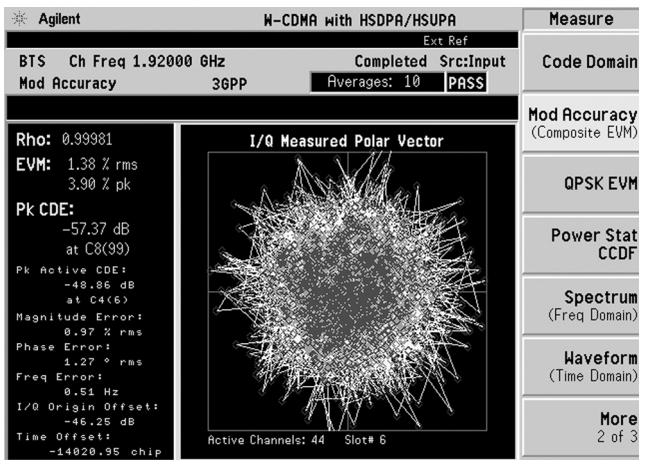 Agilent W-CDMA with HSDPA/HSUPA Measure
Ext Ref
BTS Ch Freq 1.92000 GHz Completed Src:Input
Mod Accuracy 3GPP Averages: 10 PASS
Code Domain
Mod Accuracy
(Composite EVM)
QPSK EVM
Power Stat
CCDF
Spectrum
(Freq Domain)
Waveform
(Time Domain)
More
2 of 3
Rho: 0.99981
EVM: 1.38 % rms
3.90 % pk
Pk CDE:
-57.37 dB
at C8(99)
Pk Active CDE:
-48.86 dB
at C4(6)
Magnitude Error:
0.97 % rms
Phase Error:
1.27 ° rms
Freq Error:
0.51 Hz
I/Q Origin Offset:
-46.25 dB
Time Offset:
-14020.95 chip
I/Q Measured Polar Vector
Active Channels: 44 Slot# 6